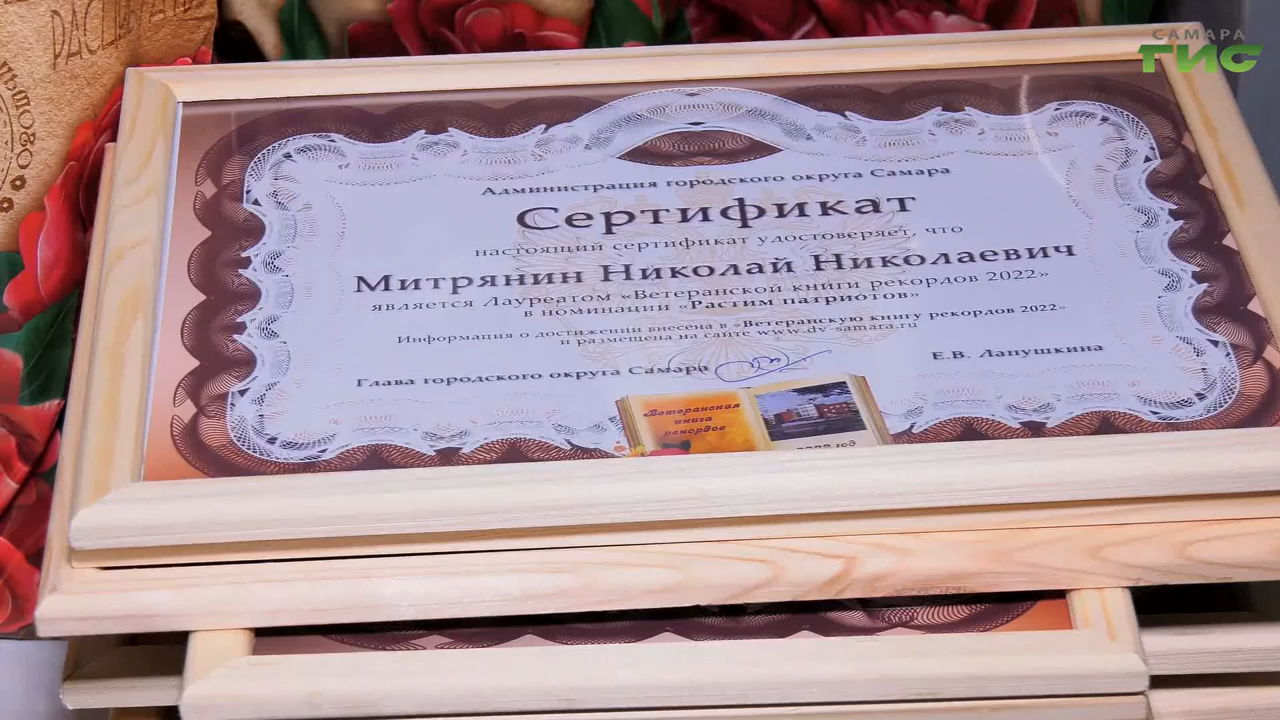 САМАРА
ГИС
Администрация городского округа Самара
Сертификат
настоящий сертификат удостоверяет, что
Митрянин Николай Николаевич
является Лауреатом «Ветеранской книги рекордов 2022»
в номинации «Растим патриотов»
Информация о достижении внесена в «Ветеранскую книгу рекордов 2022»
и размещена на сайте www.dv-samara.ru
Глава городского округа Самара
Е.В. Лапушкина
Ветеранская
книга
рекордов
2022 год